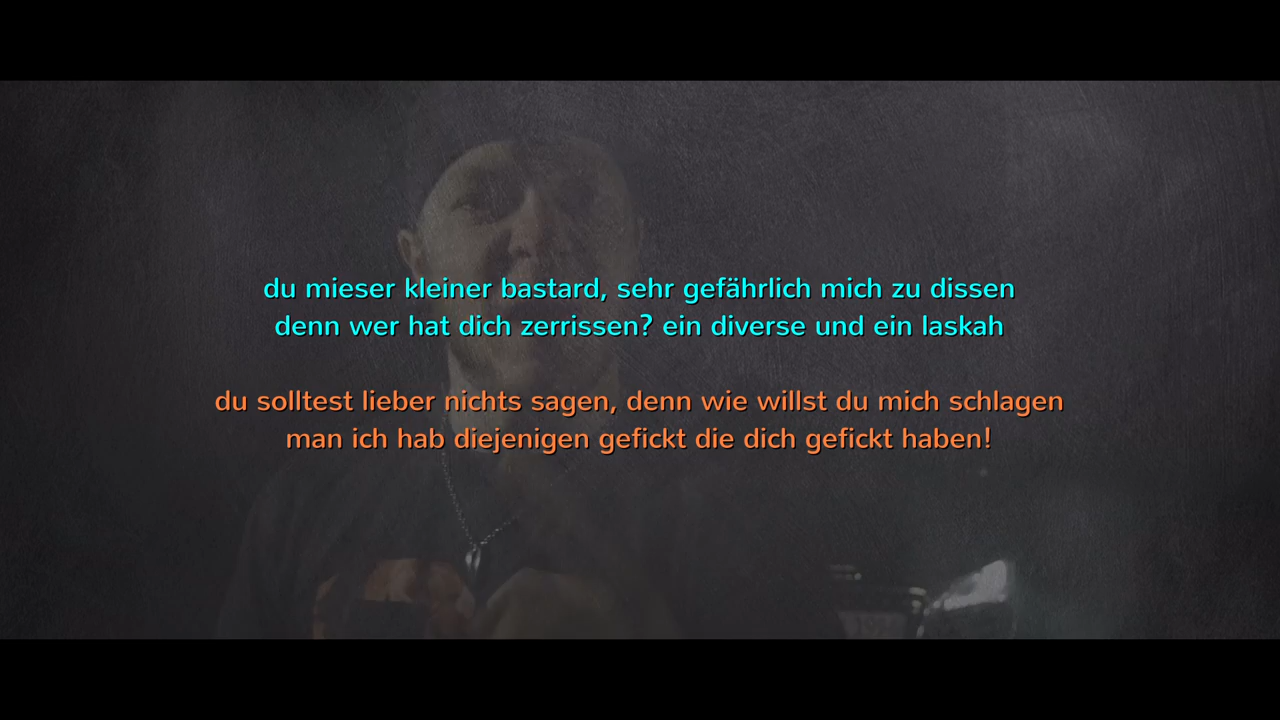 du mieser kleiner bastard, sehr gefährlich mich zu dissen
denn wer hat dich zerrissen? ein diverse und ein laskah
du solltest lieber nichts sagen, denn wie willst du mich schlagen
man ich hab diejenigen gefickt die dich gefickt haben!